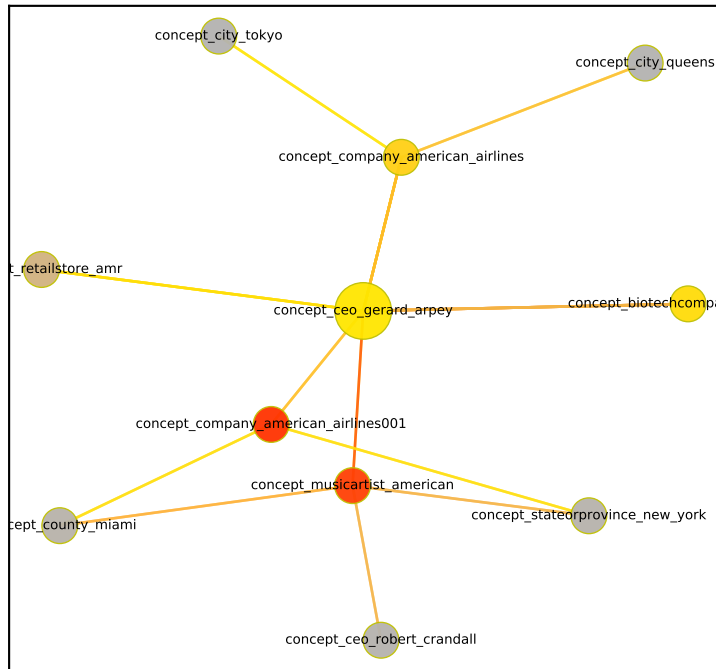 concept_city_tokyo
concept_city_queens
concept_company_american_airlines
t_retailstore_amr
concept_biotechcompa
concept_ceo_gerard_arpey
concept_company_american_airlines001
concept_musicartist_american
concept_stateorprovince_new_york
cept_county_miami
concept_ceo_robert_crandall